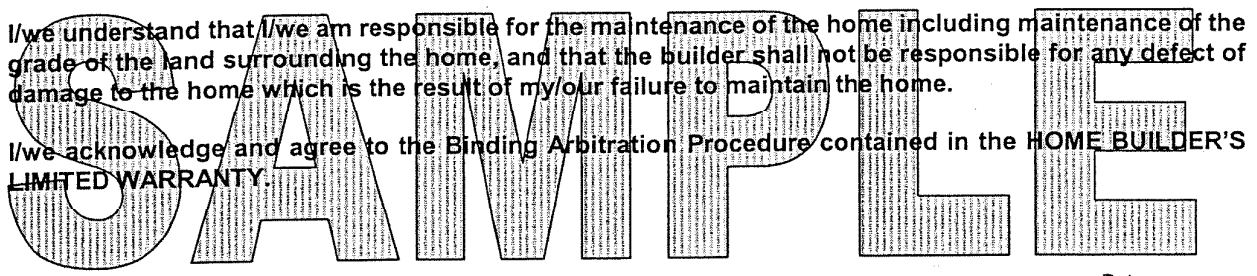 I/we understand that I/we am responsible for the maintenance of the home including maintenance of the
grade of the land surrounding the home, and that the builder shall not be responsible for any defect of
damage to the home which is the result of my/our failure to maintain the home.
I/we acknowledge and agree to the Binding Arbitration Procedure contained in the HOME BUILDER'S
LIMITED WARRANTY.
SAMPLE